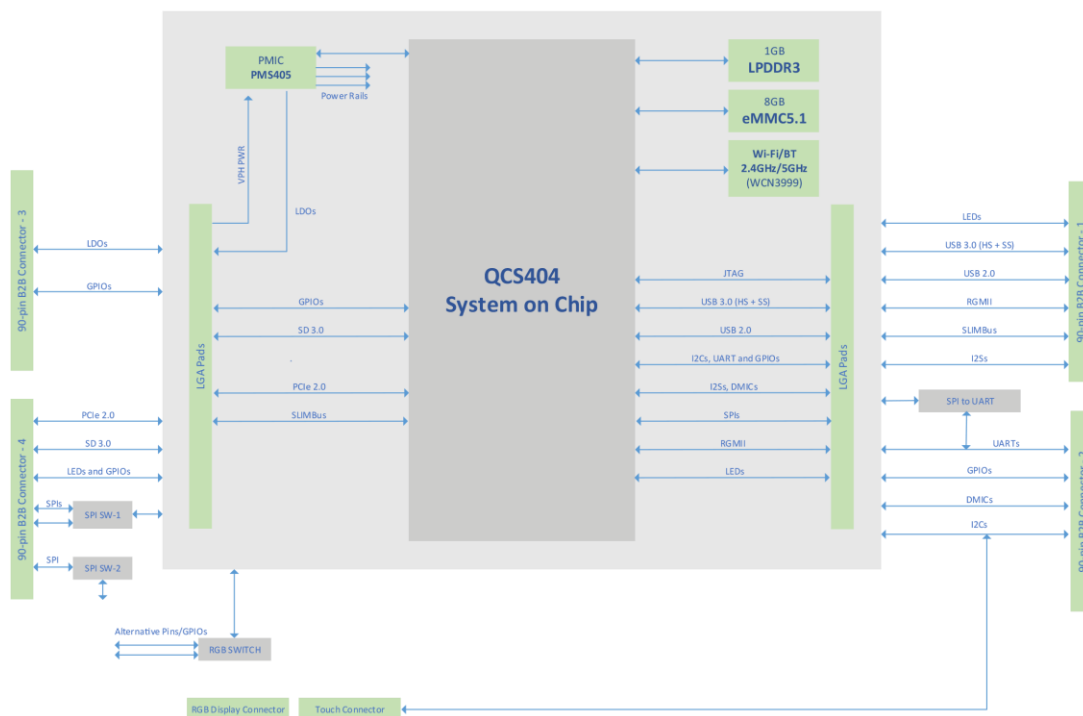 PMIC
PMS405
Power Rails
VPH PWR
LDOs
1GB
LPDDR3
8GB
eMMC5.1
Wi-Fi/BT
2.4GHz/5GHz
(WCN3999)
QCS404
System on Chip
90-pin B2B Connector - 3
LDOs
GPIOs
LGA Pads
GPIOs
SD 3.0
PCIe 2.0
SLIMBus
JTAG
USB 3.0 (HS + SS)
USB 2.0
I2Cs, UART and GPIOs
I2Ss, DMICs
SPIs
RGMII
LEDs
LGA Pads
LEDs
USB 3.0 (HS + SS)
USB 2.0
RGMII
SLIMBus
I2Ss
90-pin B2B Connector - 1
SPI to UART
UARTs
GPIOs
DMICs
I2Cs
90-pin B2B Connector - 2
90-pin B2B Connector - 4
PCIe 2.0
SD 3.0
LEDs and GPIOs
SPIs
SPI SW-1
SPI
SPI SW-2
Alternative Pins/GPIOs
RGB SWITCH
RGB Display Connector
Touch Connector